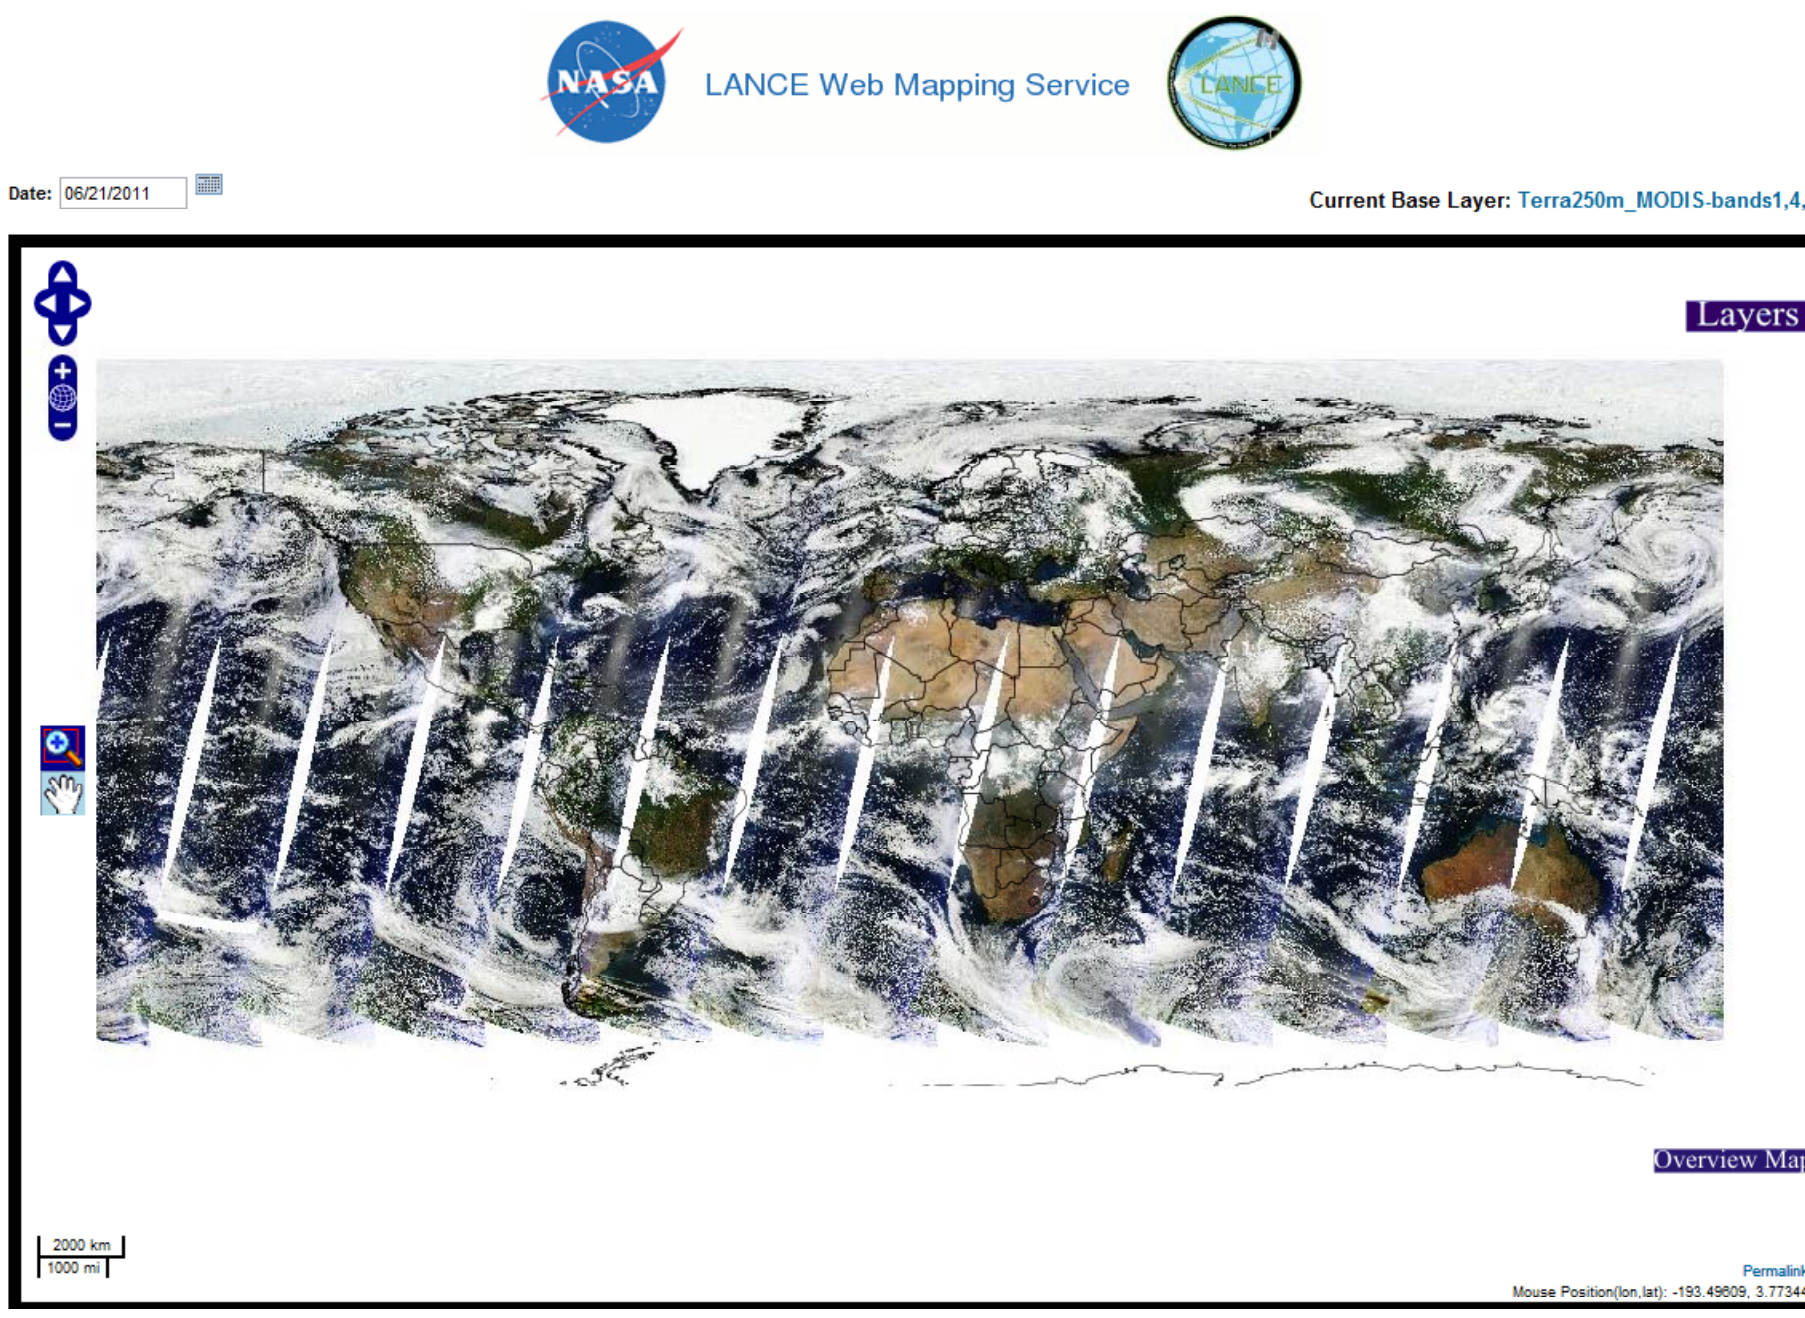 NASA
LANCE Web Mapping Service
LANCE
Date: 06/21/2011
Current Base Layer: Terra250m_MODIS-bands1,4,
Layers
Overview Map
2000 km
1000 mi
Permalink
Mouse Position(lon,lat): -193.49609, 3.77344